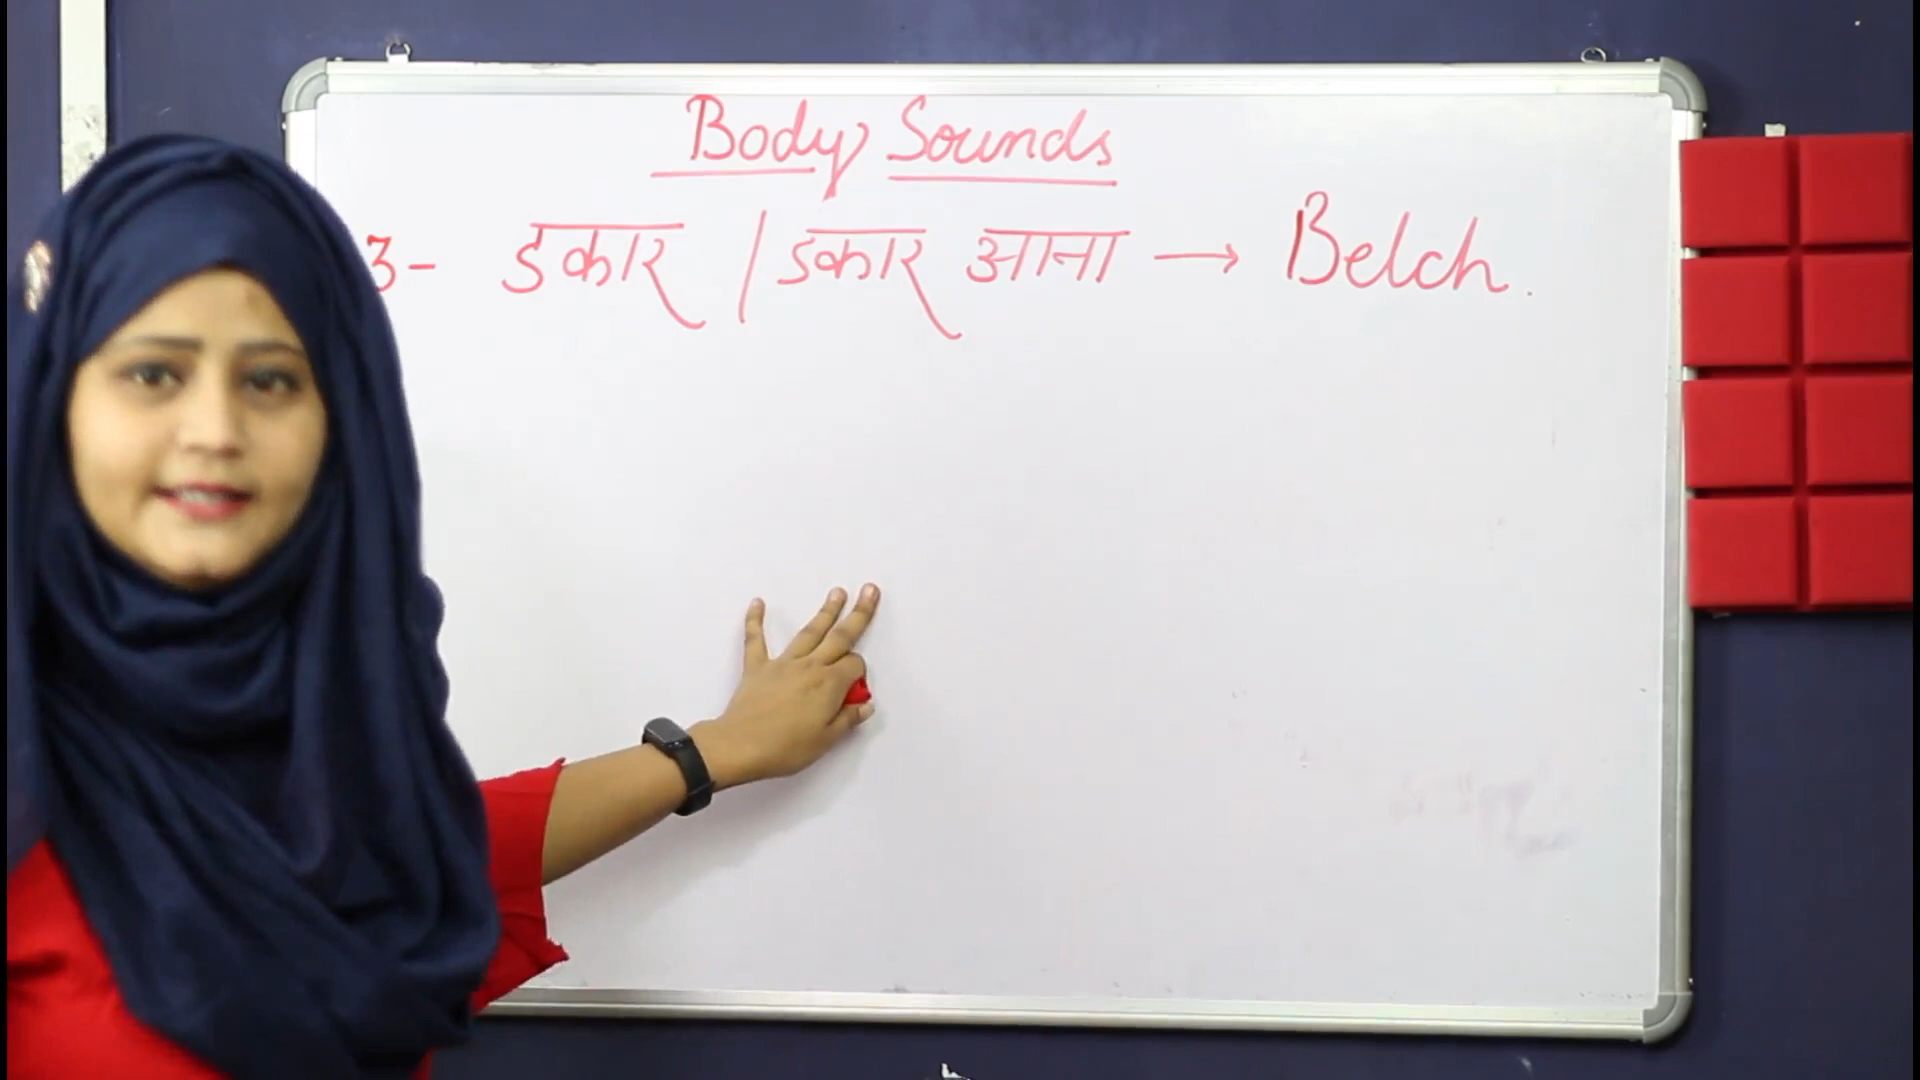 Body Sounds
3- डकार / डकार आना → Belch.